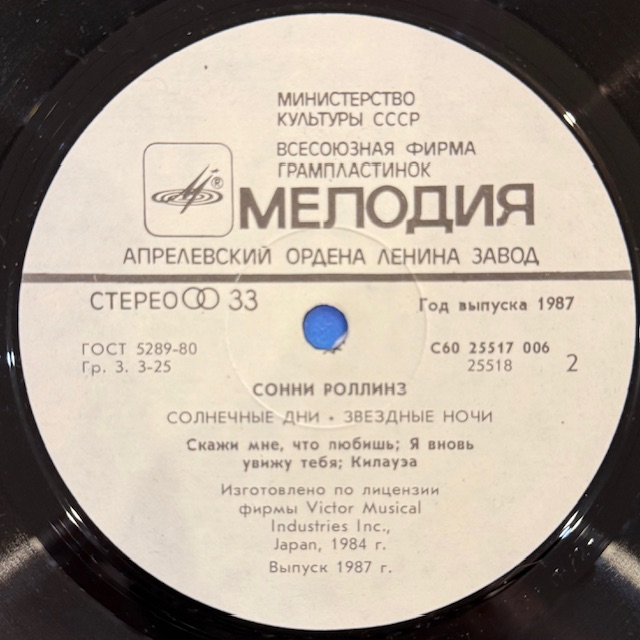 МИНИСТЕРСТВО
КУЛЬТУРЫ СССР
ВСЕСОЮЗНАЯ ФИРМА
ГРАМПЛАСТИНОК
®
МЕЛОДИЯ
АПРЕЛЕВСКИЙ ОРДЕНА ЛЕНИНА ЗАВОД
СТЕРЕО 33
Год выпуска 1987
ГОСТ 5289-80
Гр. 3. 3-25
С60 25517 006
25518 2
СОННИ РОЛЛИНЗ
СОЛНЕЧНЫЕ ДНИ • ЗВЕЗДНЫЕ НОЧИ
Скажи мне, что любишь; Я вновь
увижу тебя; Килауэа
Изготовлено по лицензии
фирмы Victor Musical
Industries Inc.,
Japan, 1984 г.
Выпуск 1987 г.